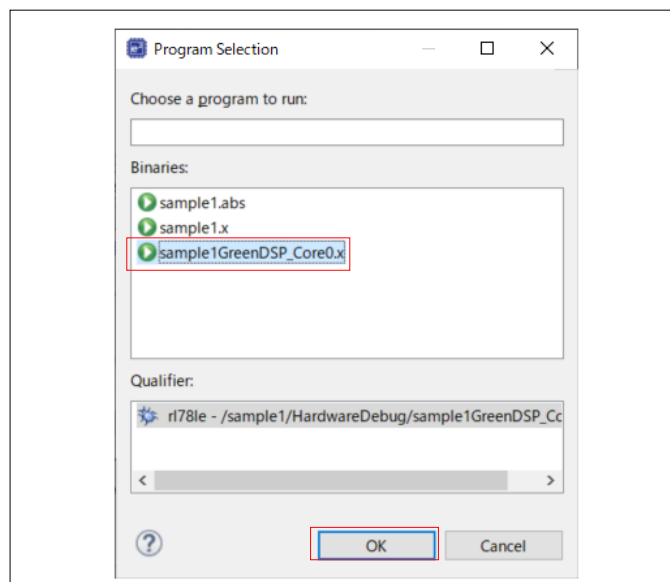 Program Selection
Choose a program to run:
Binaries:
sample1.abs
sample1.x
sample1GreenDSP_Core0.x
Qualifier:
rl78le - /sample1/HardwareDebug/sample1GreenDSP_Cc
?
OK
Cancel